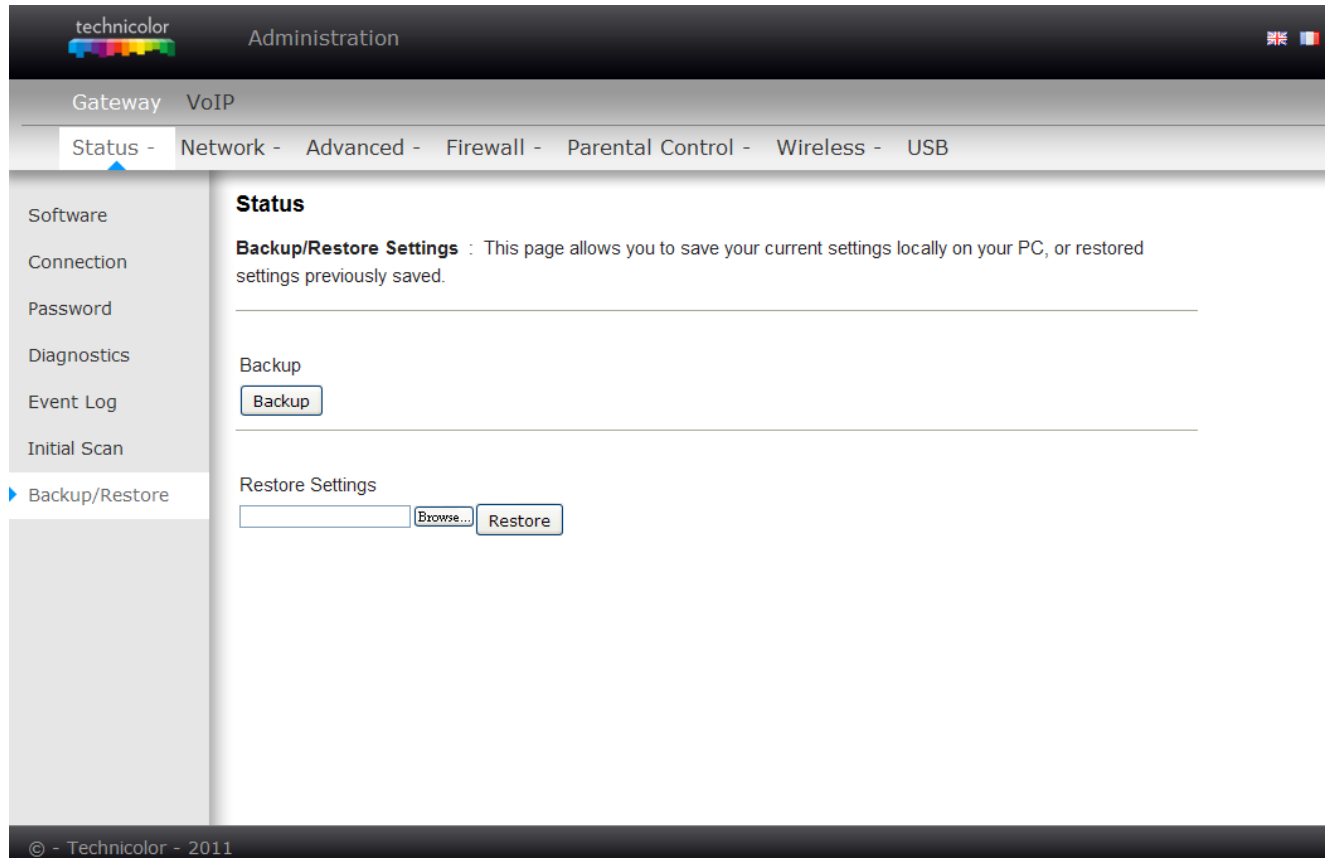 technicolor
Administration
Gateway VoIP
Status - Network - Advanced - Firewall - Parental Control - Wireless - USB
Software
Connection
Password
Diagnostics
Event Log
Initial Scan
Backup/Restore
Status
Backup/Restore Settings : This page allows you to save your current settings locally on your PC, or restored
settings previously saved.
Backup
Backup
Restore Settings
Browse... Restore
© - Technicolor - 2011